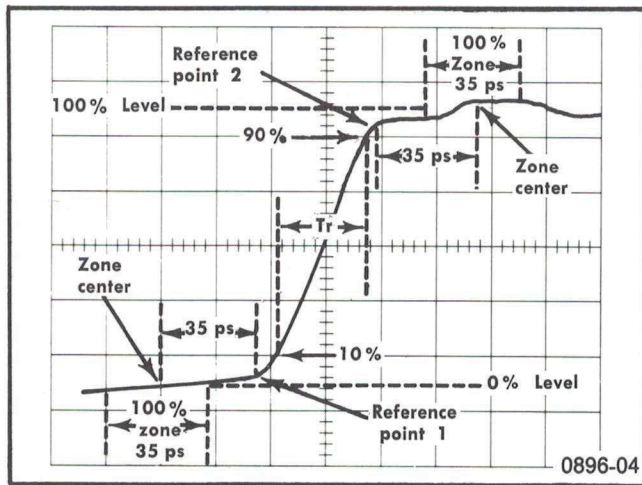 Reference
point 2
100%
Zone
35 ps
100% Level
90%
35 ps
Zone
center
Tr
Zone
center
35 ps
10%
0% Level
100%
zone
35 ps
Reference
point 1
0896-04